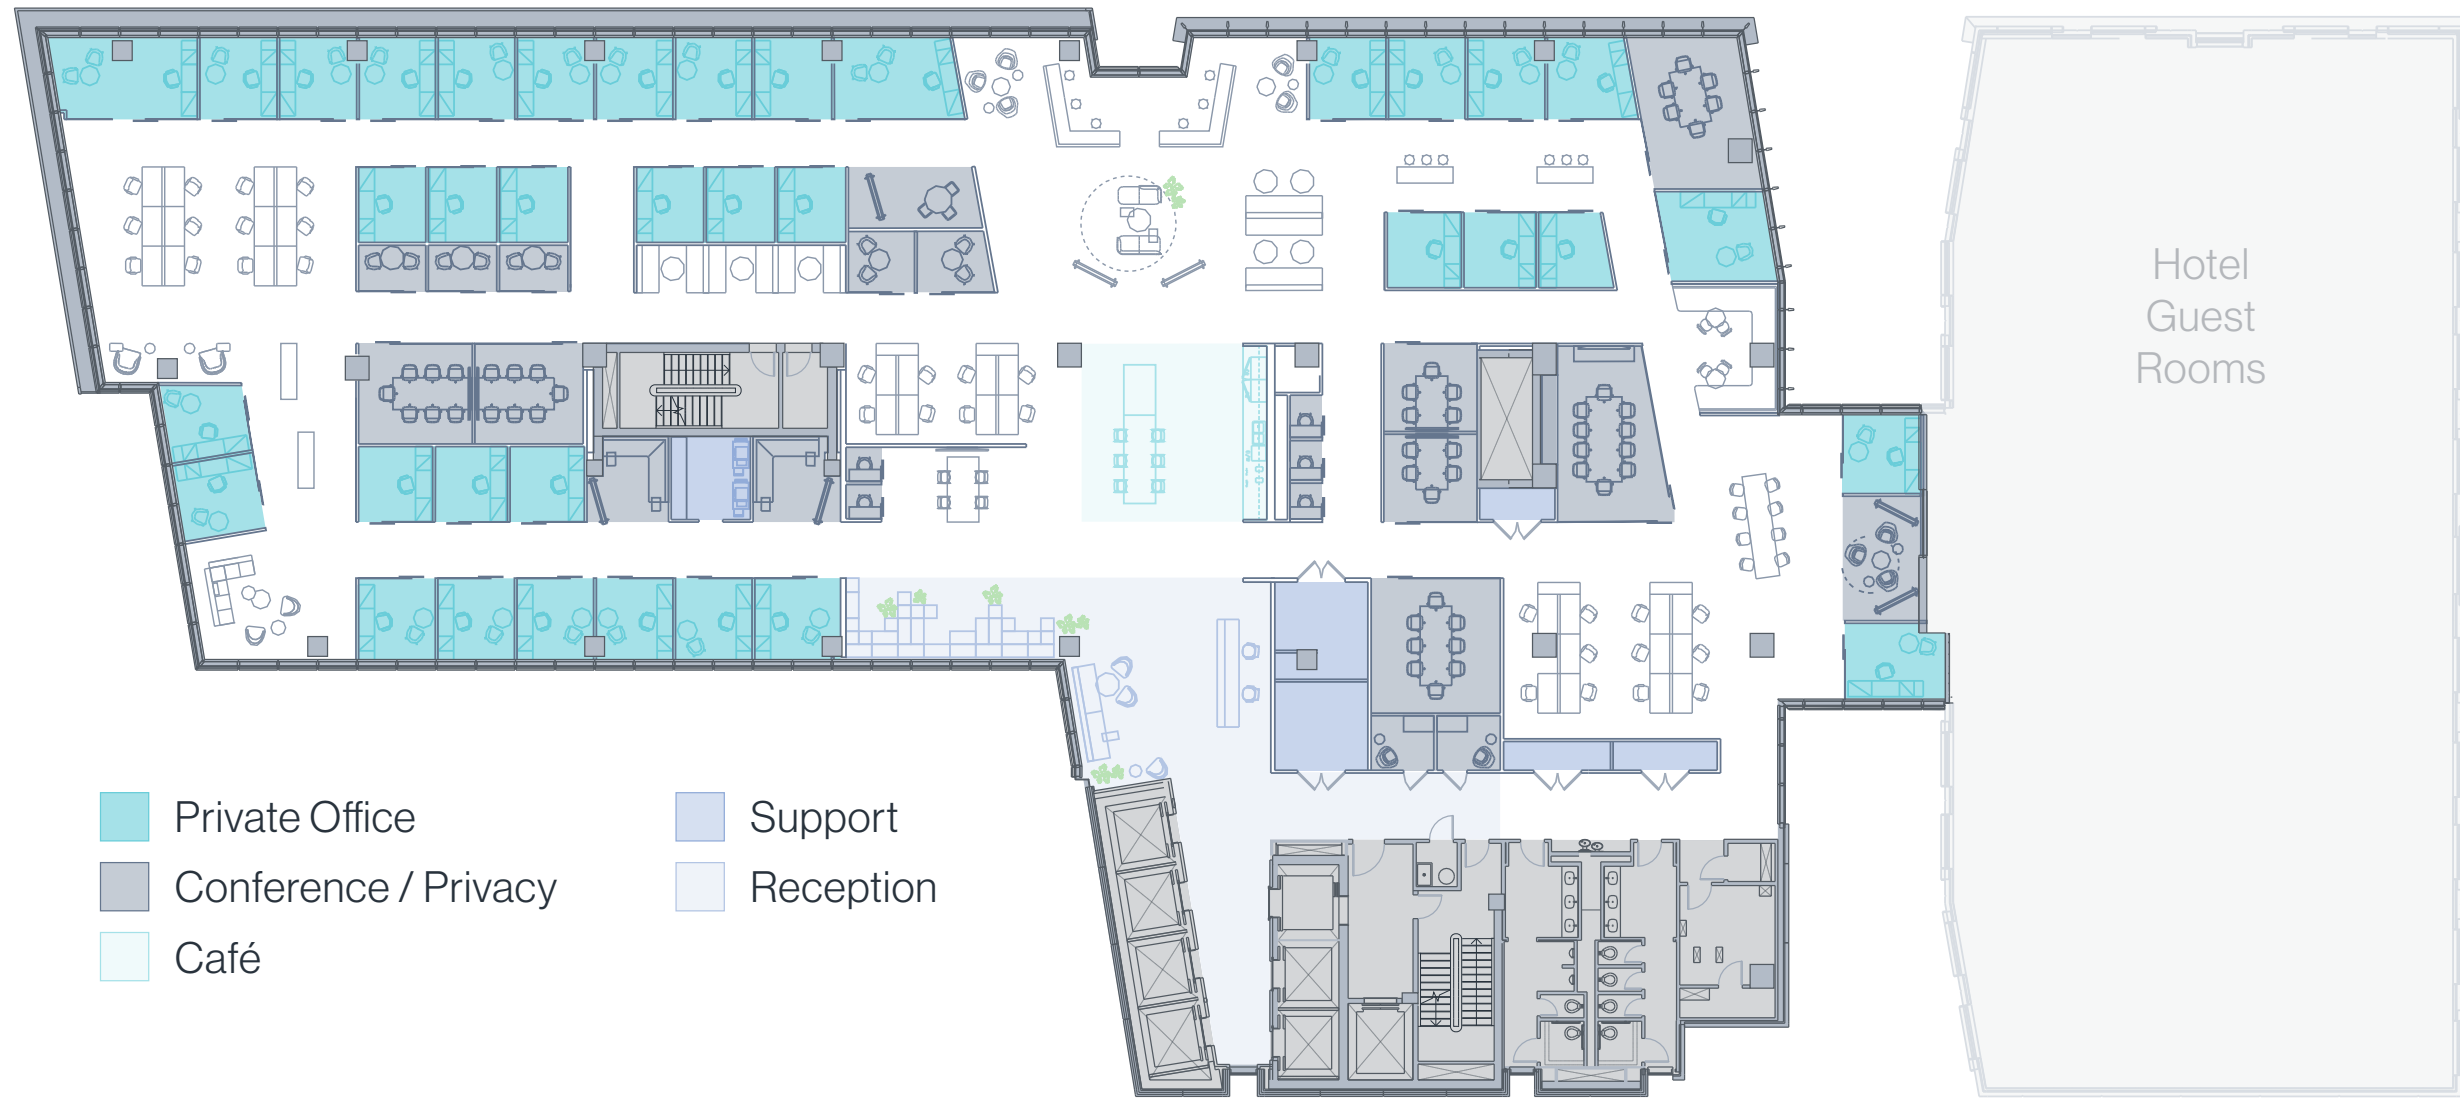 Hotel
Guest
Rooms
Private Office
Conference / Privacy
Café
Support
Reception